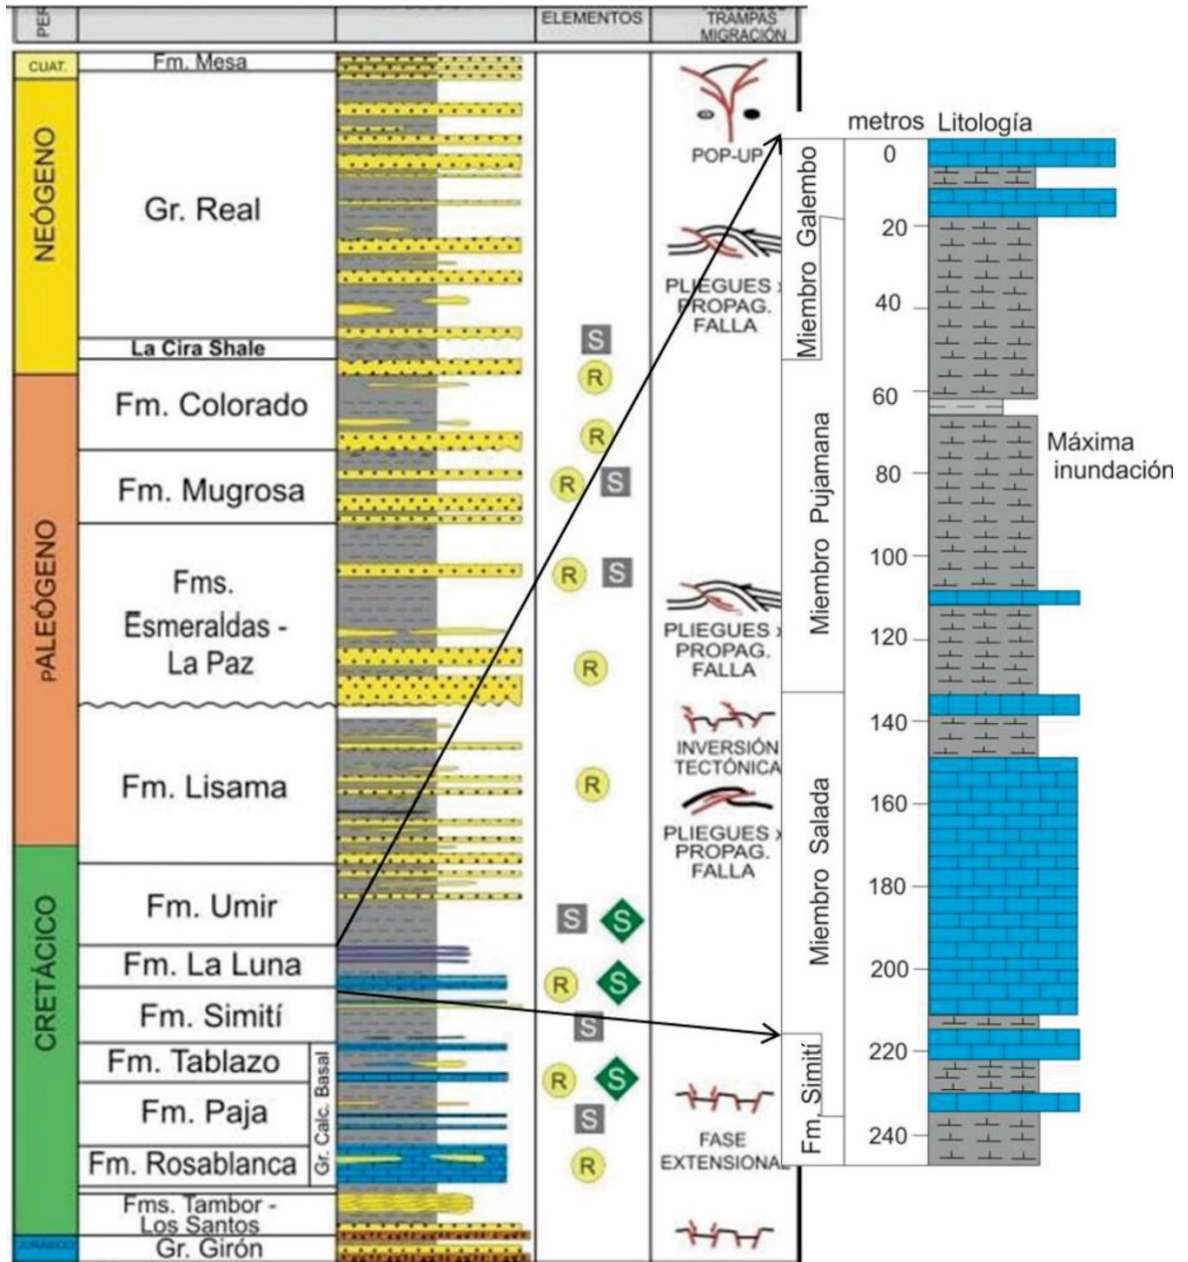 PER
ELEMENTOS
TRAMPAS
MIGRACIÓN
CUAT.
Fm. Mesa
NEÓGENO
Gr. Real
La Cira Shale
Fm. Colorado
PALEÓGENO
Fm. Mugrosa
Fms.
Esmeraldas -
La Paz
Fm. Lisama
CRETÁCICO
Fm. Umir
Fm. La Luna
Fm. Simití
Fm. Tablazo
Fm. Paja
Fm. Rosablanca
Gr. Calc. Basal
Fms. Tambor -
Los Santos
Gr. Girón
S
R
R
R S
R S
R
R
S S
R S
S
R S
S
R
POP-UP
PLIEGUES x
PROPAG.
FALLA
PLIEGUES x
PROPAG.
FALLA
INVERSIÓN
TECTÓNICA
PLIEGUES x
PROPAG.
FALLA
FASE
EXTENSIONAL
metros Litología
Miembro Galembo
Miembro Pujamana
Miembro Salada
Fm. Simití
0
20
40
60
80
100
120
140
160
180
200
220
240
Máxima
inundación